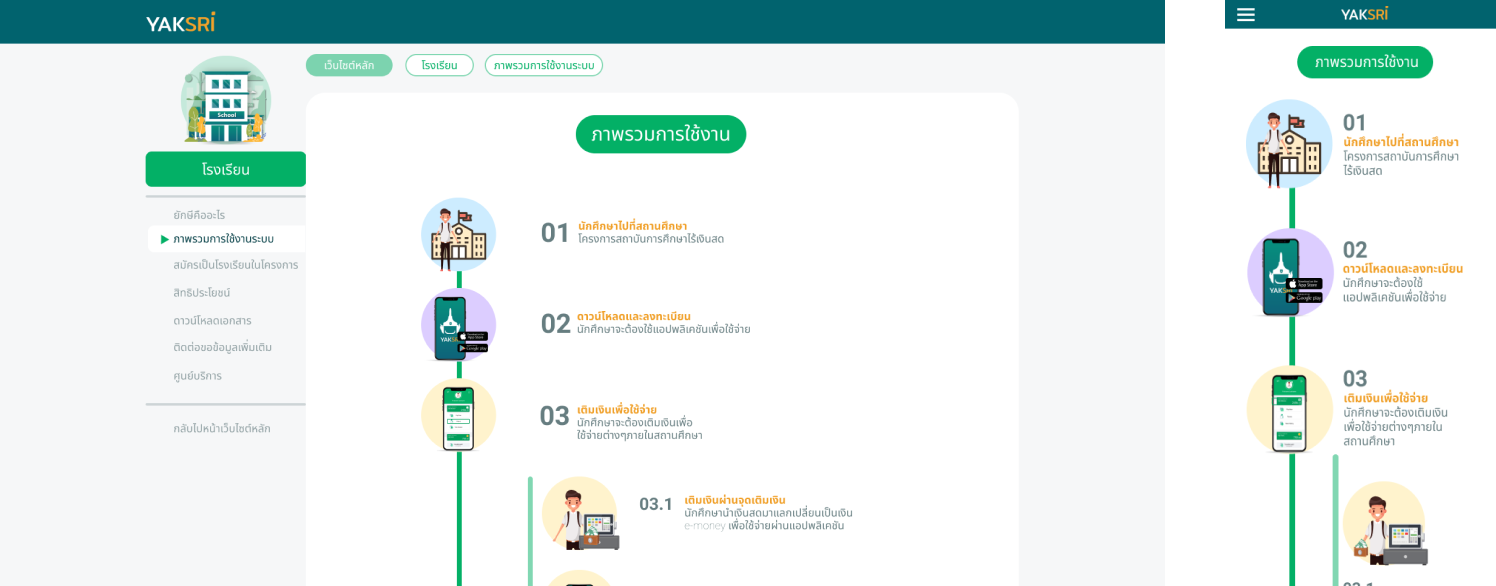 YAKSRI
เว็บไซต์หลัก
โรงเรียน
ภาพรวมการใช้งานระบบ
School
โรงเรียน
ยักษ์คืออะไร
ภาพรวมการใช้งานระบบ
สมัครเป็นโรงเรียนในโครงการ
สิทธิประโยชน์
ดาวน์โหลดเอกสาร
ติดต่อขอข้อมูลเพิ่มเติม
ศูนย์บริการ
กลับไปหน้าเว็บไซต์หลัก
ภาพรวมการใช้งาน
01
นักศึกษาไปที่สถานศึกษา
โครงการสถาบันการศึกษาไร้เงินสด
02
ดาวน์โหลดและลงทะเบียน
นักศึกษาจะต้องใช้แอปพลิเคชันเพื่อใช้จ่าย
YAKSRI
App Store
Google play
03
เติมเงินเพื่อใช้จ่าย
นักศึกษาจะต้องเติมเงินเพื่อ
ใช้จ่ายต่างๆภายในสถานศึกษา
03.1
เติมเงินผ่านจุดเติมเงิน
นักศึกษานำเงินสดมาแลกเปลี่ยนเป็นเงิน
e-money เพื่อใช้จ่ายผ่านแอปพลิเคชัน
YAKSRI
ภาพรวมการใช้งาน
01
นักศึกษาไปที่สถานศึกษา
โครงการสถาบันการศึกษา
ไร้เงินสด
02
ดาวน์โหลดและลงทะเบียน
นักศึกษาจะต้องใช้
แอปพลิเคชันเพื่อใช้จ่าย
YAKSRI
App Store
Google play
03
เติมเงินเพื่อใช้จ่าย
นักศึกษาจะต้องเติมเงิน
เพื่อใช้จ่ายต่างๆภายใน
สถานศึกษา
03.1